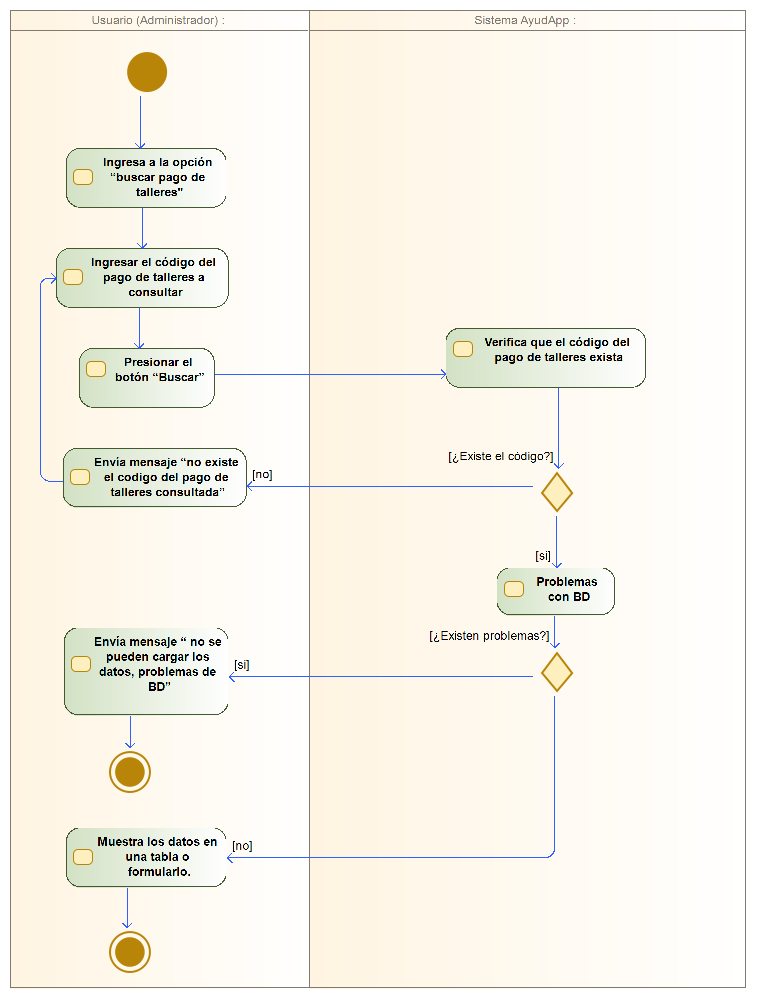 Usuario (Administrador) :
Sistema AyudApp :
Ingresa a la opción
“buscar pago de
talleres”
Ingresar el código del
pago de talleres a
consultar
Presionar el
botón “Buscar”
Verifica que el código del
pago de talleres exista
[¿Existe el código?]
Envía mensaje “no existe
el codigo del pago de
talleres consultada”
[no]
[si]
Problemas
con BD
[¿Existen problemas?]
Envía mensaje “ no se
pueden cargar los
datos, problemas de
BD”
[si]
Muestra los datos en
una tabla o
formulario.
[no]